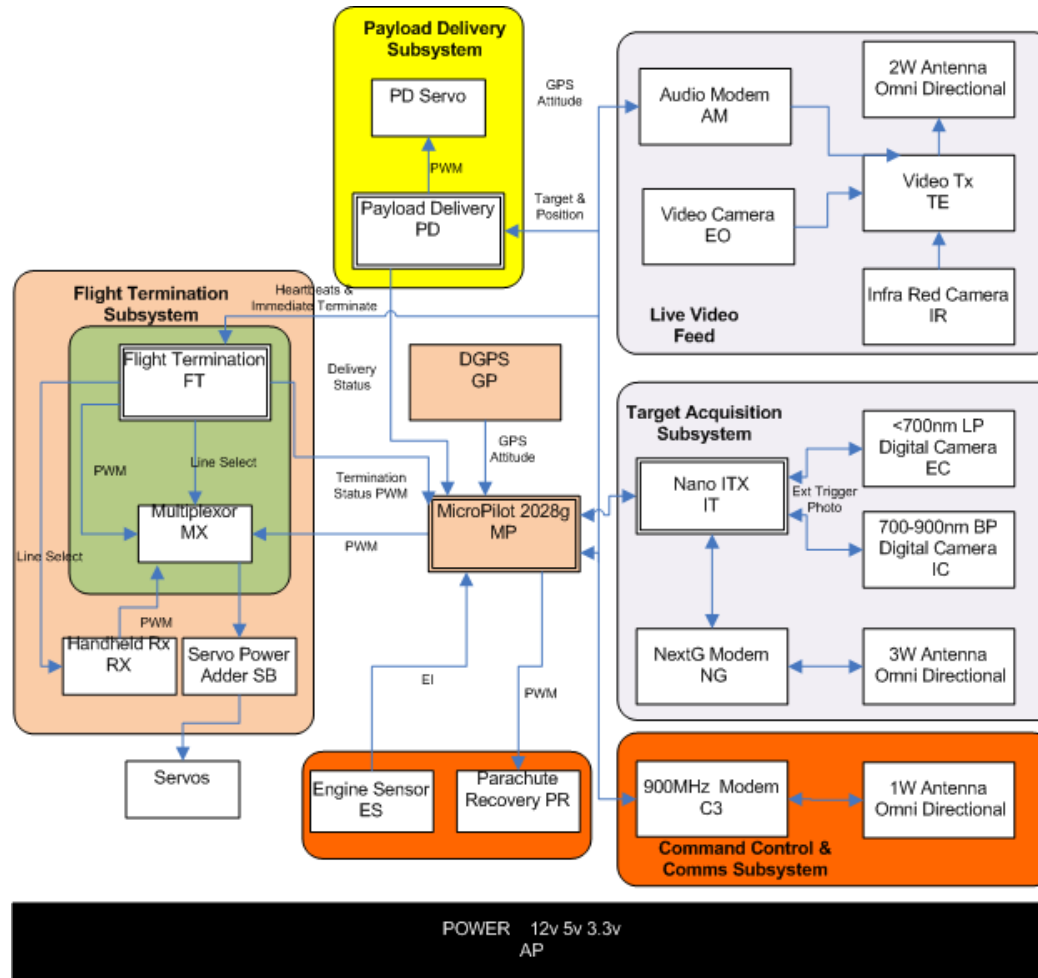 Payload Delivery
Subsystem
PD Servo
PWM
Payload Delivery
PD
GPS
Attitude
Target &
Position
Audio Modem
AM
2W Antenna
Omni Directional
Video Camera
EO
Video Tx
TE
Infra Red Camera
IR
Live Video
Feed
Flight Termination
Subsystem
Heartbeats &
Immediate Terminate
Flight Termination
FT
PWM
Line Select
Multiplexor
MX
Line Select
PWM
Handheld Rx
RX
Servo Power
Adder SB
Servos
Delivery
Status
DGPS
GP
GPS
Attitude
Termination
Status PWM
MicroPilot 2028g
MP
PWM
EI
PWM
Engine Sensor
ES
Parachute
Recovery PR
Target Acquisition
Subsystem
Nano ITX
IT
Ext Trigger
Photo
<700nm LP
Digital Camera
EC
700-900nm BP
Digital Camera
IC
NextG Modem
NG
3W Antenna
Omni Directional
900MHz Modem
C3
1W Antenna
Omni Directional
Command Control &
Comms Subsystem
POWER 12v 5v 3.3v
AP